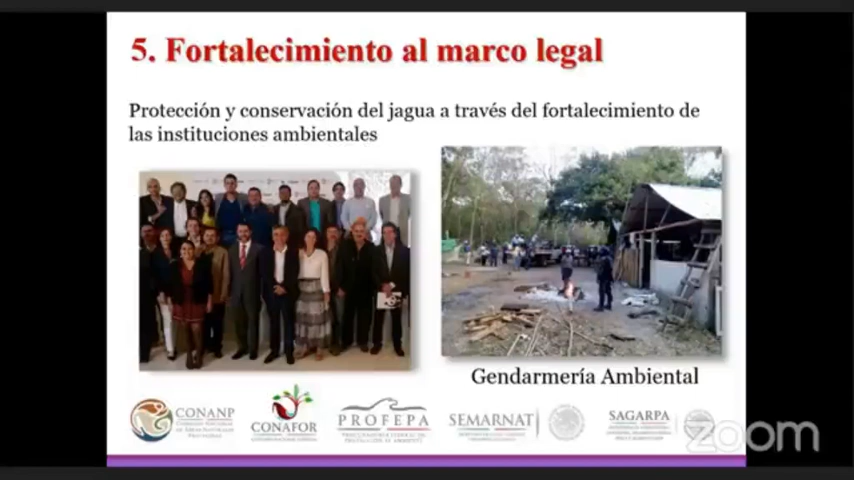 5. Fortalecimiento al marco legal
Protección y conservación del jagua a través del fortalecimiento de
las instituciones ambientales
Gendarmería Ambiental
CONANP
CONAFOR
PROFEPA
SEMARNAT
SAGARPA
zoom